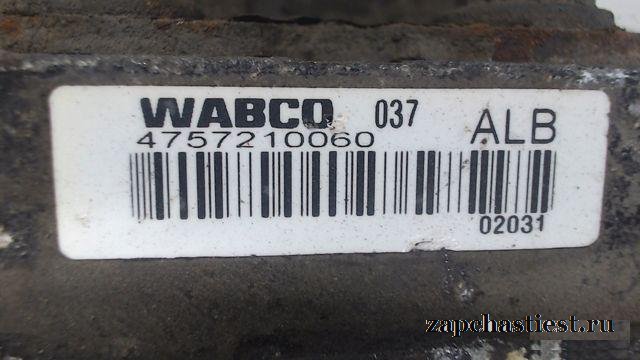 WABCO 037 ALB
4757210060
02031
zapchastiest.ru